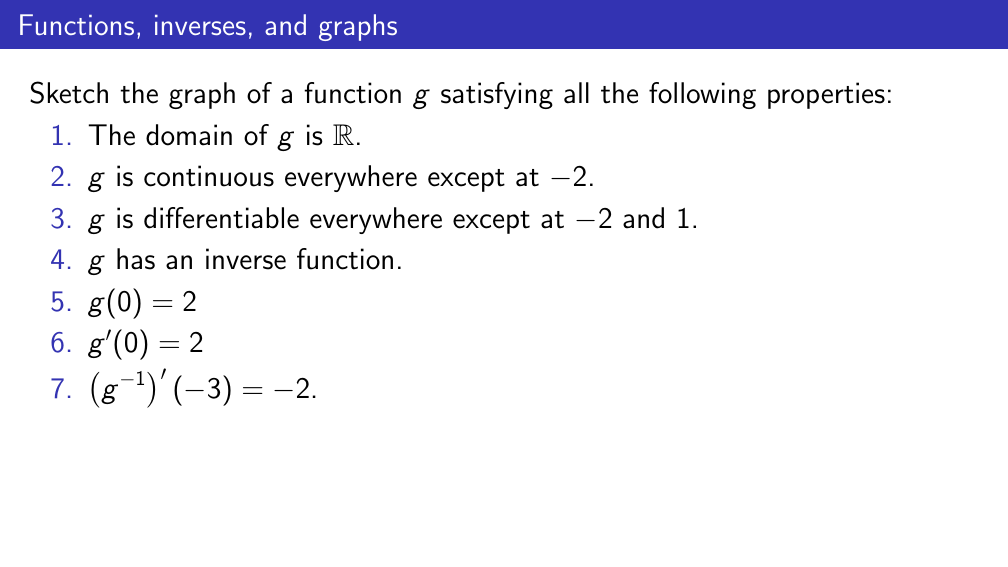 Functions, inverses, and graphs
Sketch the graph of a function g satisfying all the following properties:
1. The domain of g is ℝ.
2. g is continuous everywhere except at −2.
3. g is differentiable everywhere except at −2 and 1.
4. g has an inverse function.
5. g(0) = 2
6. g′(0) = 2
7. (g⁻¹)′ (−3) = −2.